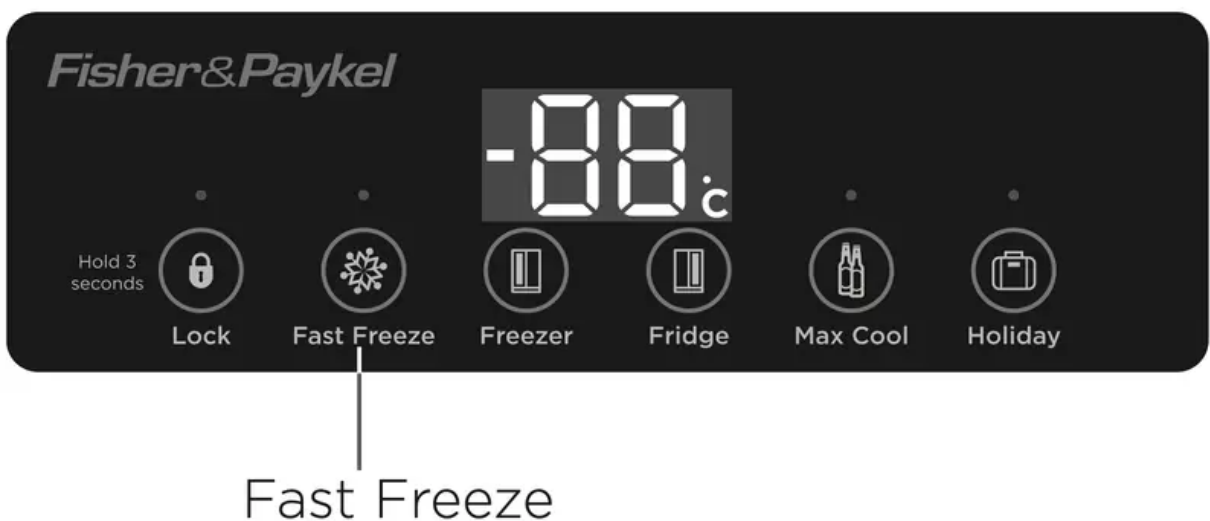 Fisher&Paykel
-88°C
Hold 3
seconds
Lock
Fast Freeze
Freezer
Fridge
Max Cool
Holiday
Fast Freeze